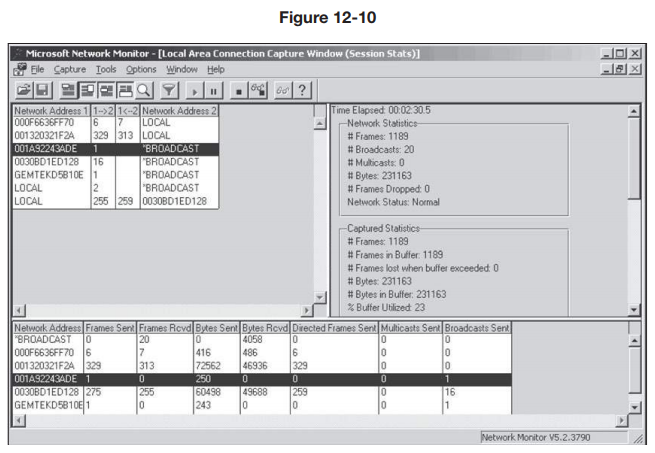 Figure 12-10
Microsoft Network Monitor - [Local Area Connection Capture Window (Session Stats)]
File Capture Tools Options Window Help
Network Address 1 1-->2 1<--2 Network Address 2
000F6636FF70 6 7 LOCAL
001320321F2A 329 313 LOCAL
001A92243ADE 1 *BROADCAST
0030BD1ED128 16 *BROADCAST
GEMTEKD5B10E 1 *BROADCAST
LOCAL 2 *BROADCAST
LOCAL 255 259 0030BD1ED128
Time Elapsed: 00:02:30.5
Network Statistics
# Frames: 1189
# Broadcasts: 20
# Multicasts: 0
# Bytes: 231163
# Frames Dropped: 0
Network Status: Normal
Captured Statistics
# Frames: 1189
# Frames in Buffer: 1189
# Frames lost when buffer exceeded: 0
# Bytes: 231163
# Bytes in Buffer: 231163
% Buffer Utilized: 23
Network Address Frames Sent Frames Rcvd Bytes Sent Bytes Rcvd Directed Frames Sent Multicasts Sent Broadcasts Sent
*BROADCAST 0 20 0 4058 0 0 0
000F6636FF70 6 7 416 486 6 0 0
001320321F2A 329 313 72562 46936 329 0 0
001A92243ADE 1 0 250 0 0 0 1
0030BD1ED128 275 255 60498 49688 259 0 16
GEMTEKD5B10E 1 0 243 0 0 0 1
Network Monitor V5.2.3790